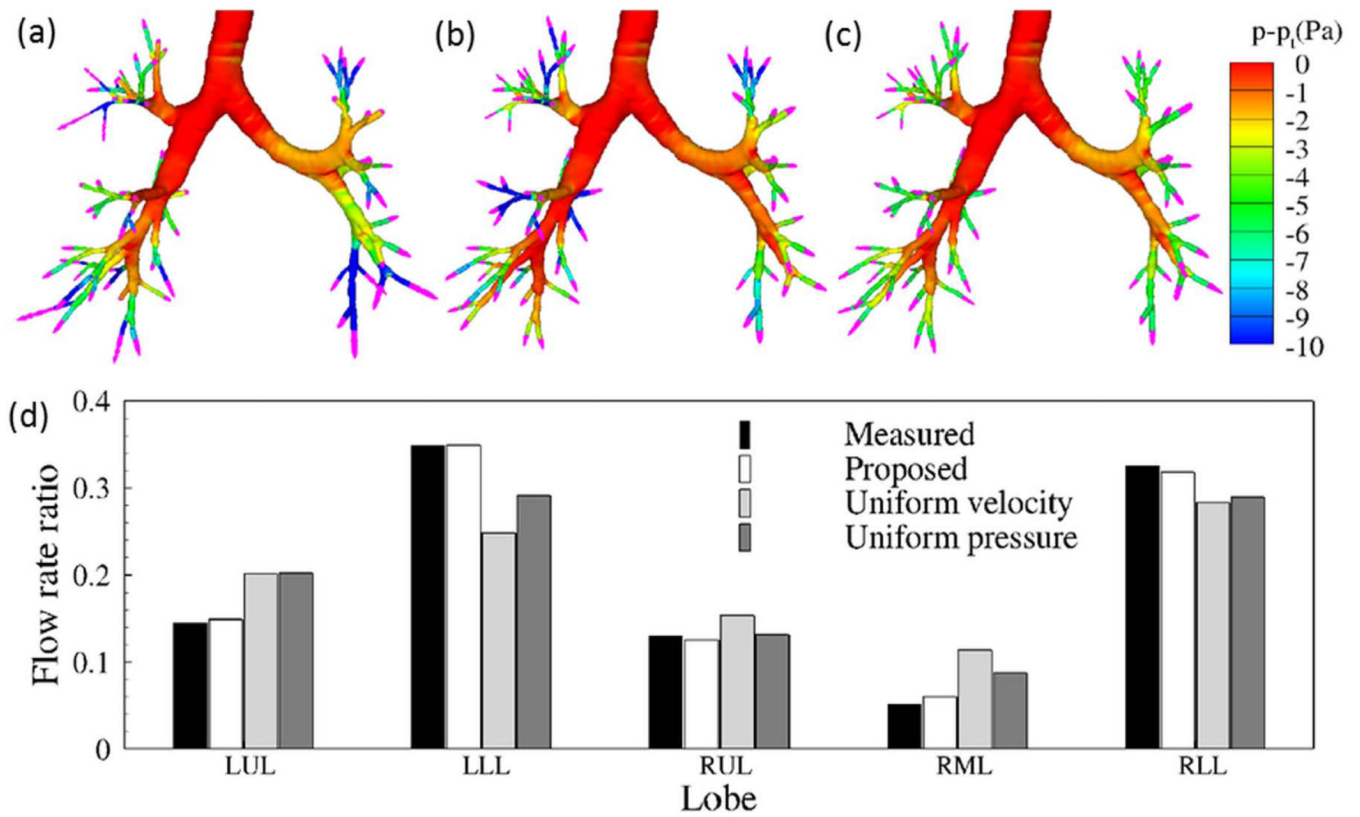 (a)
(b)
(c)
p-pt(Pa)
0
-1
-2
-3
-4
-5
-6
-7
-8
-9
-10
(d)
0.4
0.3
0.2
0.1
0
Flow rate ratio
Measured
Proposed
Uniform velocity
Uniform pressure
LUL
LLL
RUL
RML
RLL
Lobe